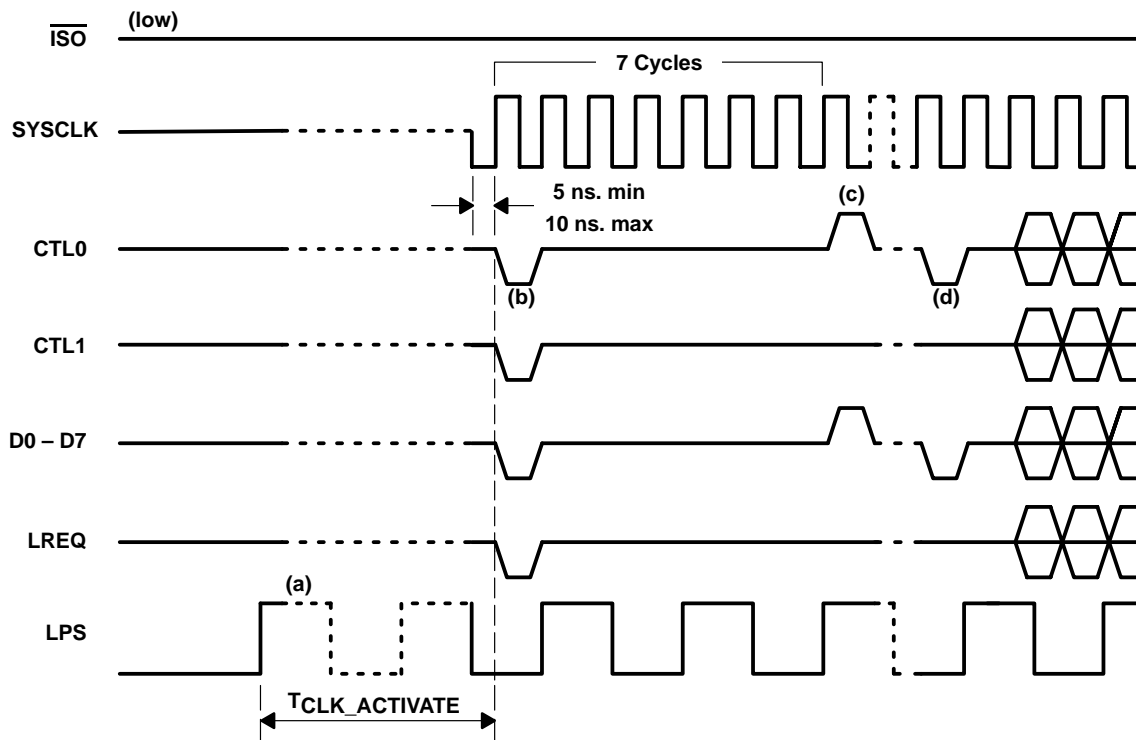 (low)
ISO
7 Cycles
SYSCLK
5 ns. min
10 ns. max
(c)
CTL0
(b)
(d)
CTL1
D0 – D7
LREQ
(a)
LPS
TCLK_ACTIVATE